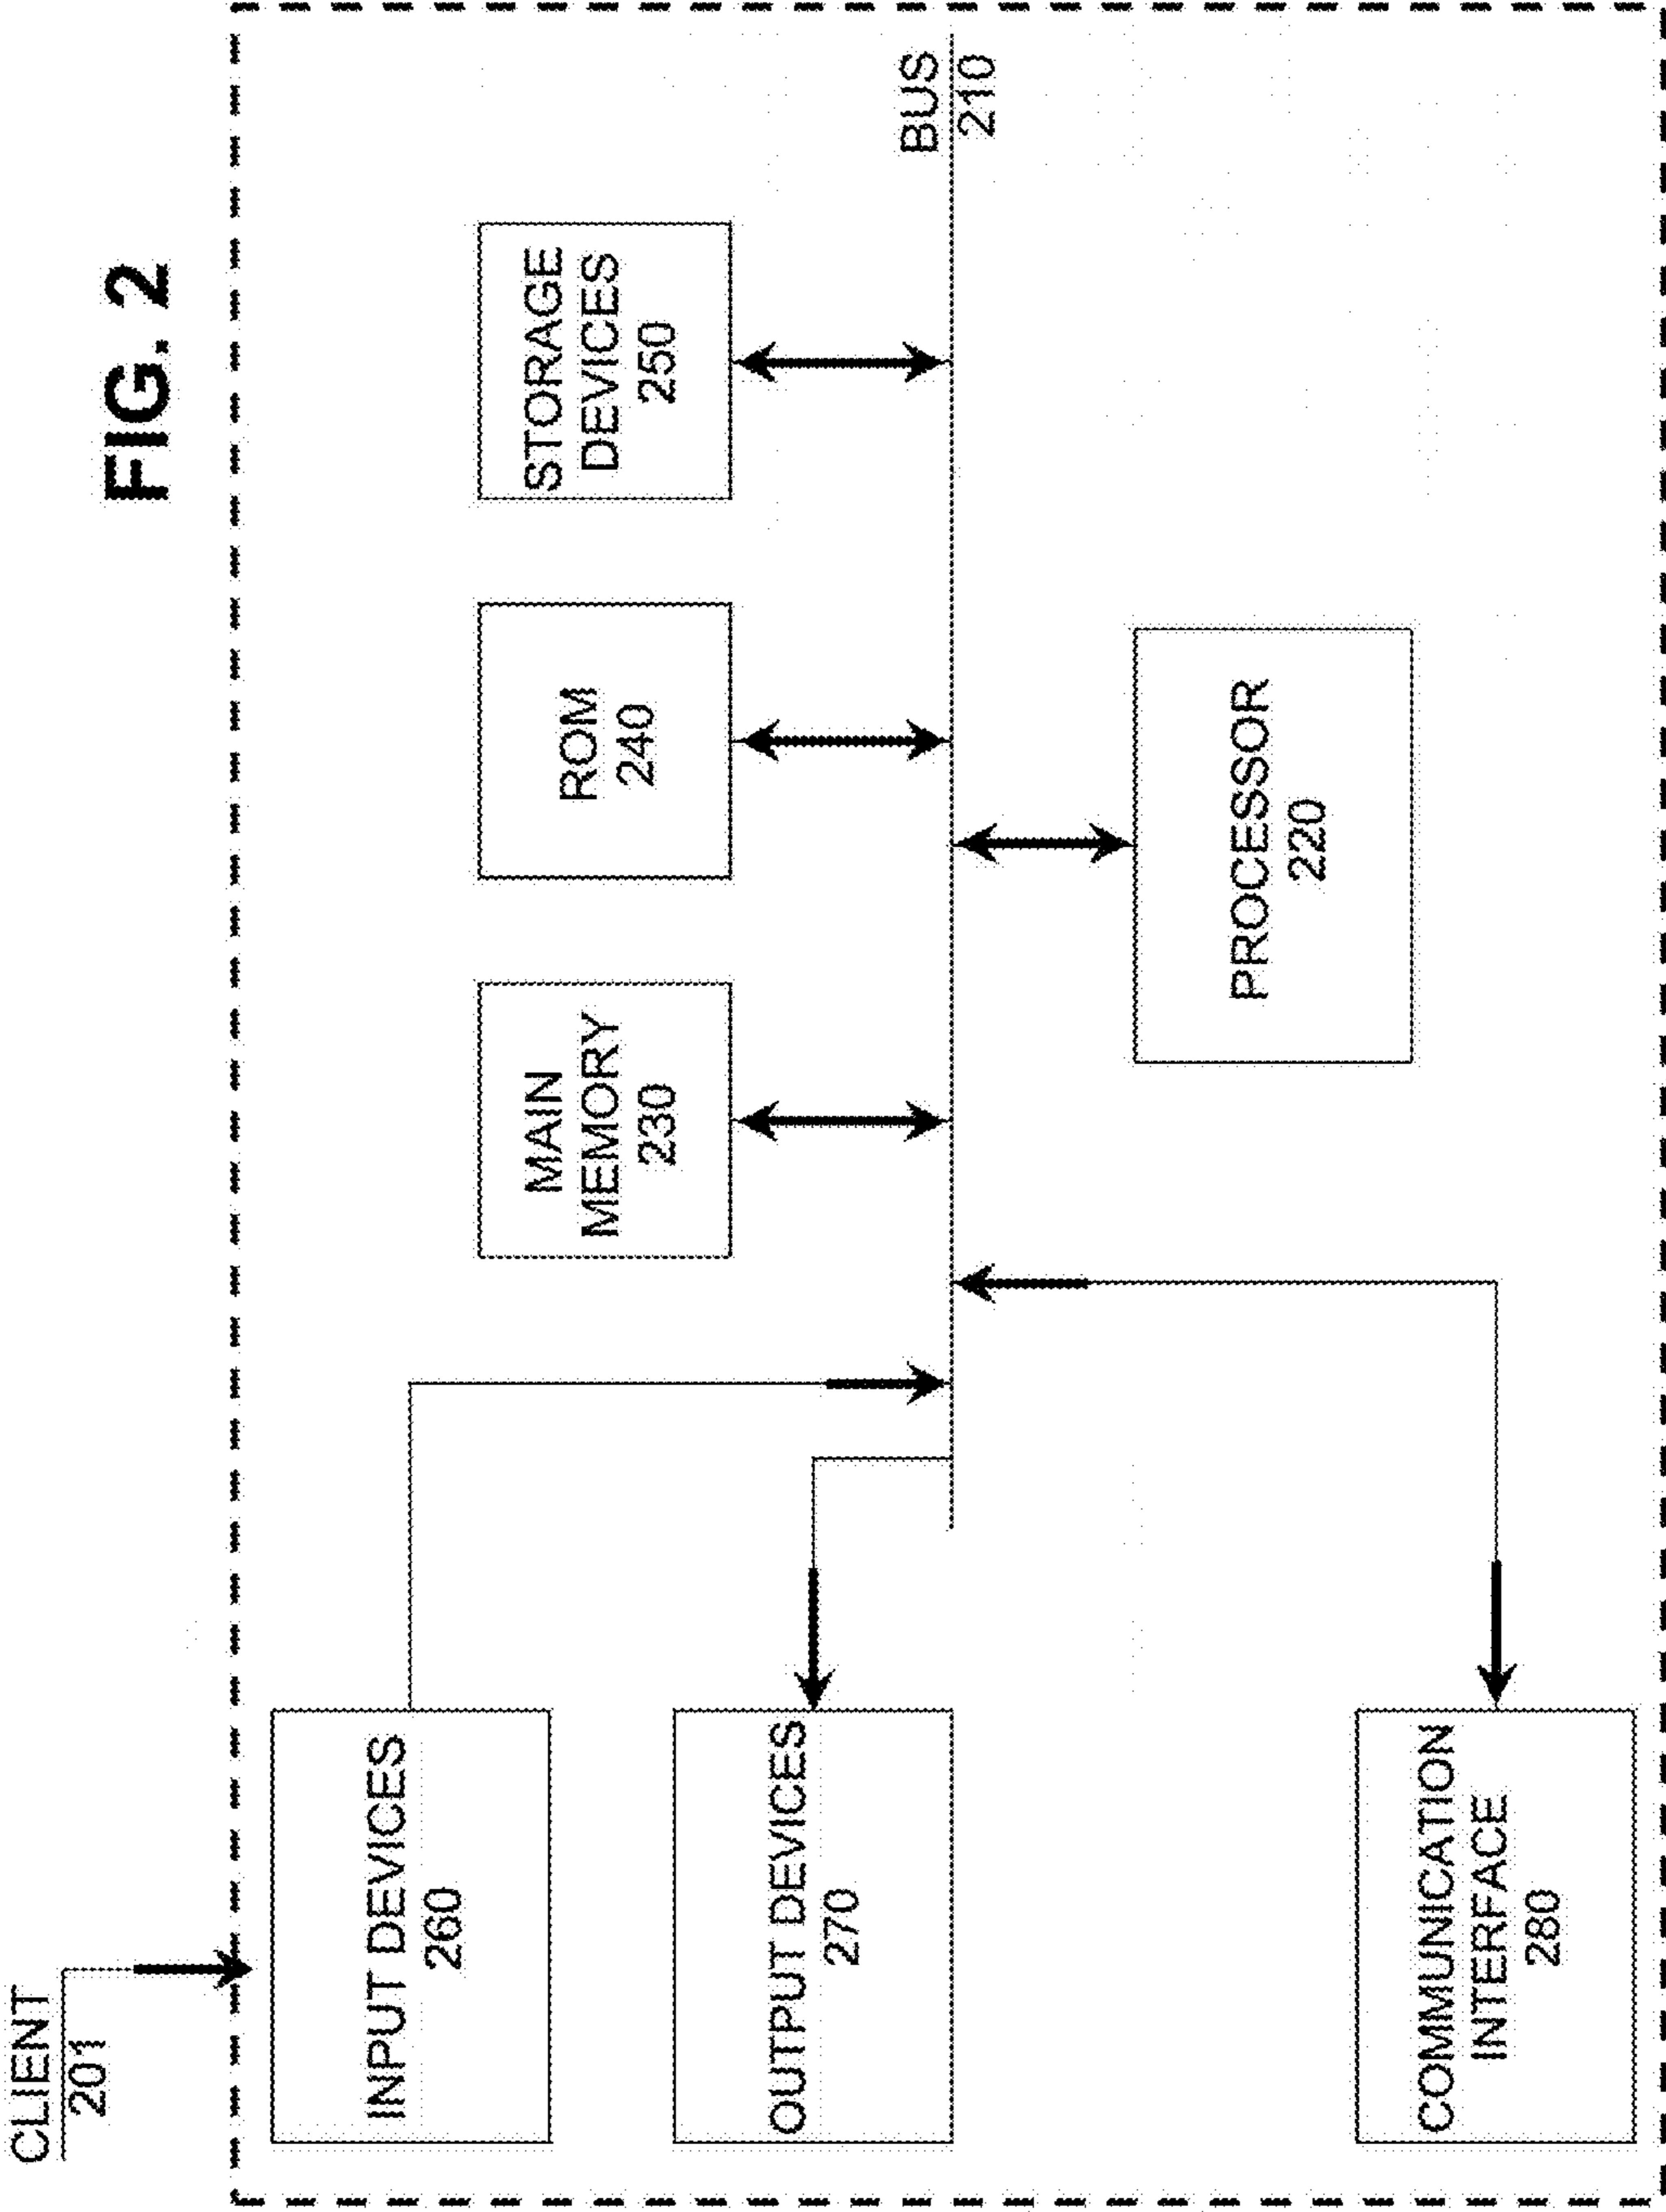 FIG. 2
CLIENT
201
INPUT DEVICES
260
OUTPUT DEVICES
270
COMMUNICATION
INTERFACE
280
MAIN
MEMORY
230
ROM
240
STORAGE
DEVICES
250
BUS
210
PROCESSOR
220